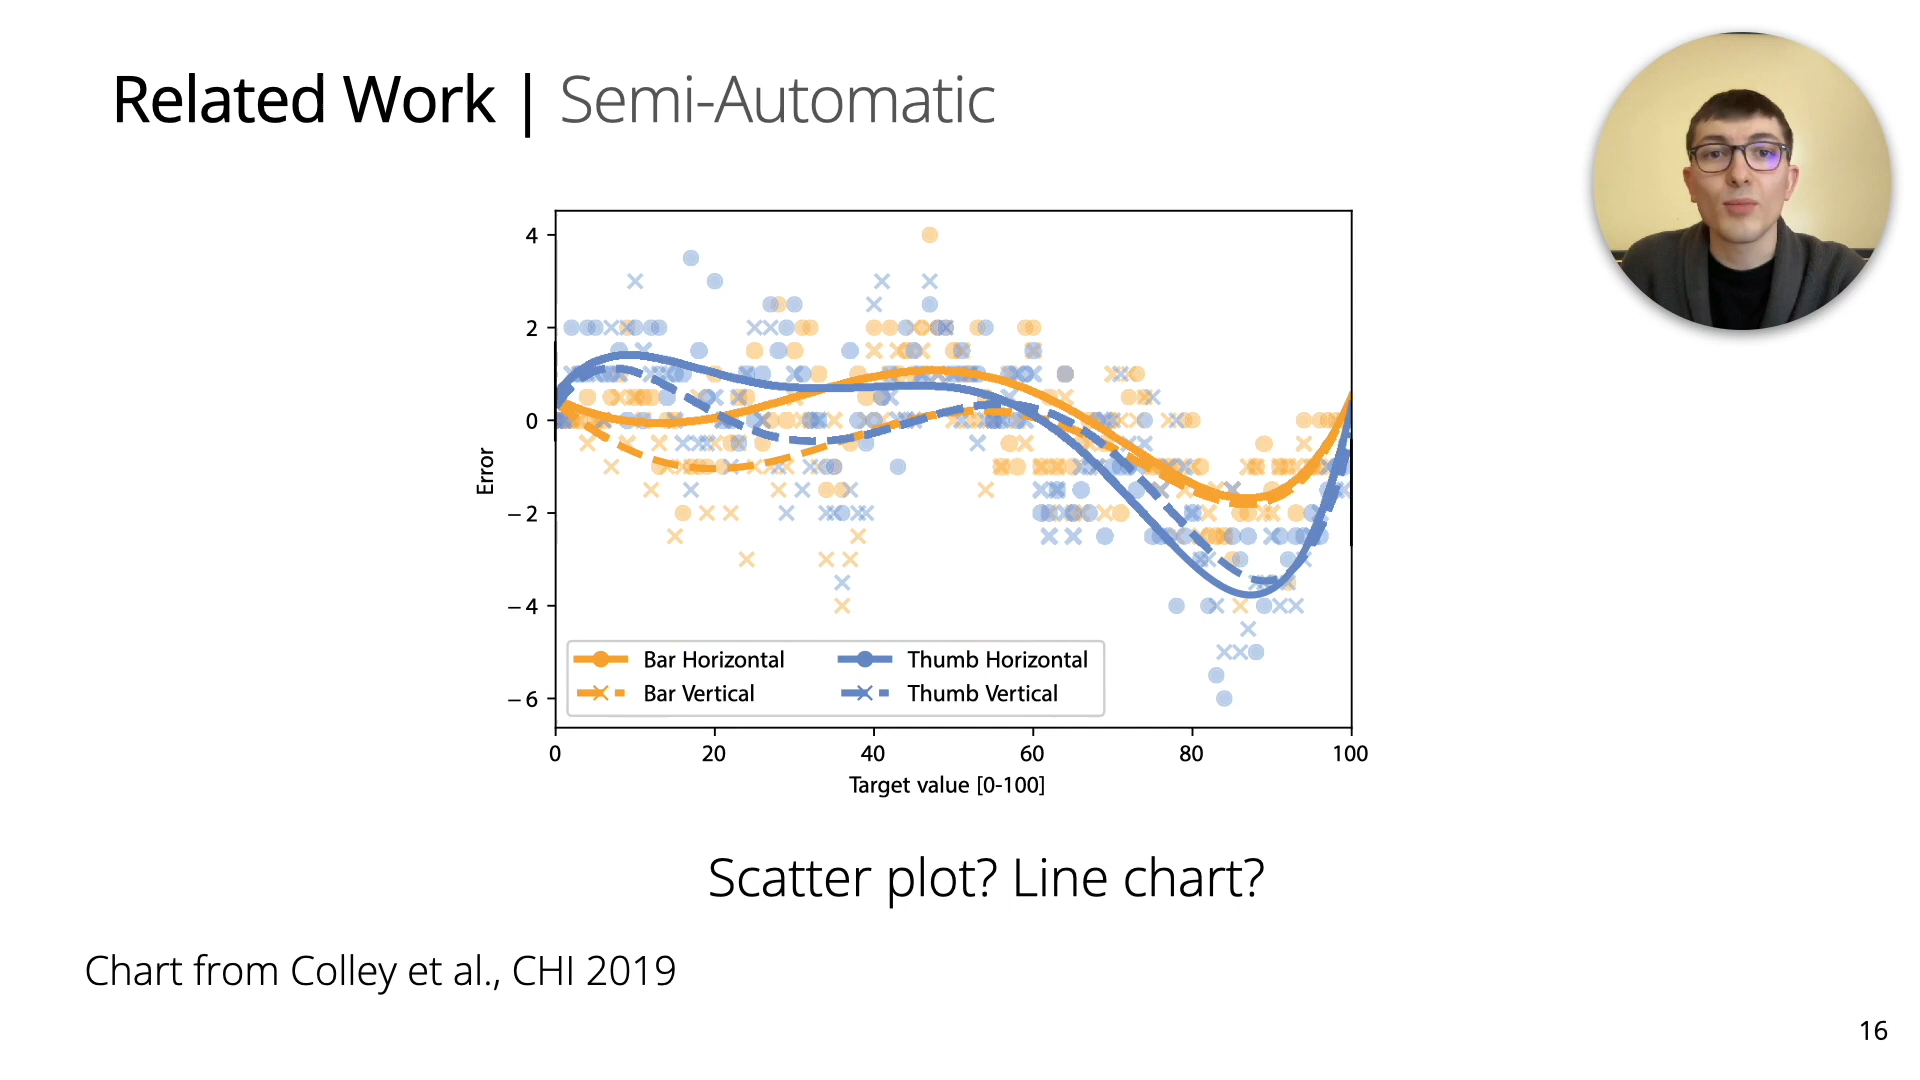 Related Work | Semi-Automatic
4
2
0
−2
−4
−6
Error
Bar Horizontal
Thumb Horizontal
Bar Vertical
Thumb Vertical
0 20 40 60 80 100
Target value [0-100]
Scatter plot? Line chart?
Chart from Colley et al., CHI 2019
16